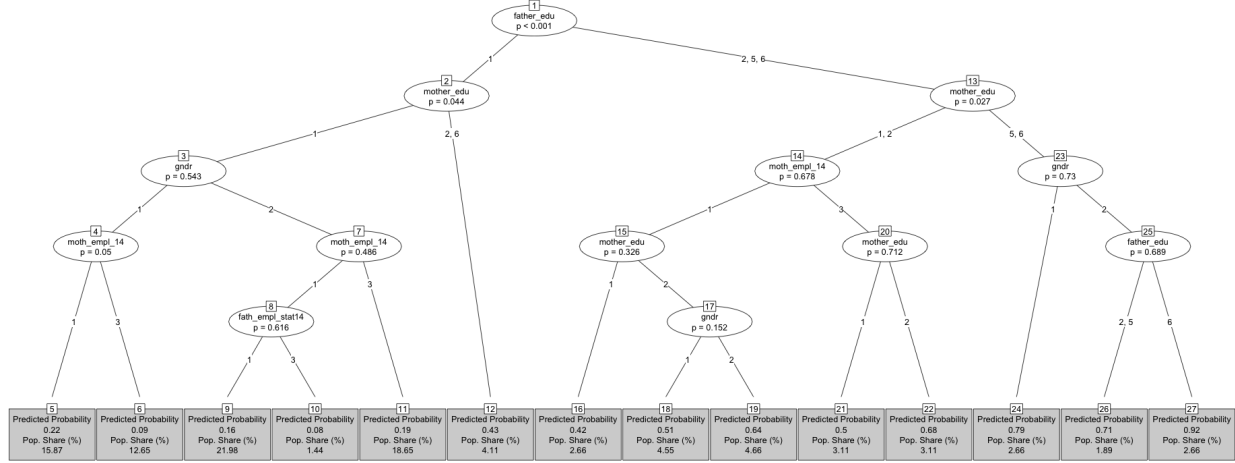 1
father_edu
p < 0.001
1
2, 5, 6
2
mother_edu
p = 0.044
13
mother_edu
p = 0.027
1
2, 6
1, 2
5, 6
3
gndr
p = 0.543
14
moth_empl_14
p = 0.678
23
gndr
p = 0.73
1
2
1
3
1
2
4
moth_empl_14
p = 0.05
7
moth_empl_14
p = 0.486
15
mother_edu
p = 0.326
20
mother_edu
p = 0.712
25
father_edu
p = 0.689
1
3
1
2
8
fath_empl_stat14
p = 0.616
17
gndr
p = 0.152
1
3
1
1
2
2, 5
6
1
3
1
2
5
Predicted Probability
0.22
Pop. Share (%)
15.87
6
Predicted Probability
0.09
Pop. Share (%)
12.65
9
Predicted Probability
0.16
Pop. Share (%)
21.98
10
Predicted Probability
0.08
Pop. Share (%)
1.44
11
Predicted Probability
0.19
Pop. Share (%)
18.65
12
Predicted Probability
0.43
Pop. Share (%)
4.11
16
Predicted Probability
0.42
Pop. Share (%)
2.66
18
Predicted Probability
0.51
Pop. Share (%)
4.55
19
Predicted Probability
0.64
Pop. Share (%)
4.66
21
Predicted Probability
0.5
Pop. Share (%)
3.11
22
Predicted Probability
0.68
Pop. Share (%)
3.11
24
Predicted Probability
0.79
Pop. Share (%)
2.66
26
Predicted Probability
0.71
Pop. Share (%)
1.89
27
Predicted Probability
0.92
Pop. Share (%)
2.66